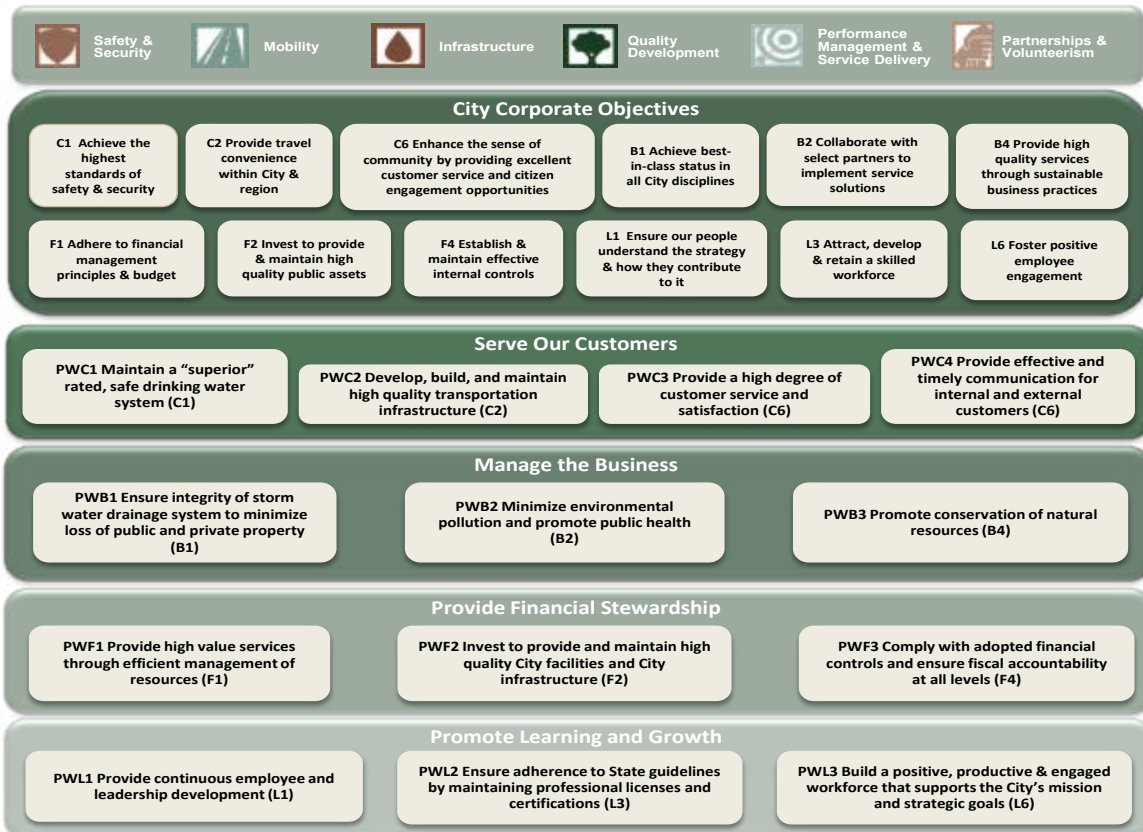 Safety &
Security
Mobility
Infrastructure
Quality
Development
Performance
Management &
Service Delivery
Partnerships &
Volunteerism
City Corporate Objectives
C1 Achieve the
highest
standards of
safety & security
C2 Provide travel
convenience
within City &
region
C6 Enhance the sense of
community by providing excellent
customer service and citizen
engagement opportunities
B1 Achieve best-
in-class status in
all City disciplines
B2 Collaborate with
select partners to
implement service
solutions
B4 Provide high
quality services
through sustainable
business practices
F1 Adhere to financial
management
principles & budget
F2 Invest to provide
& maintain high
quality public assets
F4 Establish &
maintain effective
internal controls
L1 Ensure our people
understand the strategy
& how they contribute
to it
L3 Attract, develop
& retain a skilled
workforce
L6 Foster positive
employee
engagement
Serve Our Customers
PWC1 Maintain a “superior”
rated, safe drinking water
system (C1)
PWC2 Develop, build, and maintain
high quality transportation
infrastructure (C2)
PWC3 Provide a high degree of
customer service and
satisfaction (C6)
PWC4 Provide effective and
timely communication for
internal and external
customers (C6)
Manage the Business
PWB1 Ensure integrity of storm
water drainage system to minimize
loss of public and private property
(B1)
PWB2 Minimize environmental
pollution and promote public health
(B2)
PWB3 Promote conservation of natural
resources (B4)
Provide Financial Stewardship
PWF1 Provide high value services
through efficient management of
resources (F1)
PWF2 Invest to provide and maintain high
quality City facilities and City
infrastructure (F2)
PWF3 Comply with adopted financial
controls and ensure fiscal accountability
at all levels (F4)
Promote Learning and Growth
PWL1 Provide continuous employee and
leadership development (L1)
PWL2 Ensure adherence to State guidelines
by maintaining professional licenses and
certifications (L3)
PWL3 Build a positive, productive & engaged
workforce that supports the City’s mission
and strategic goals (L6)